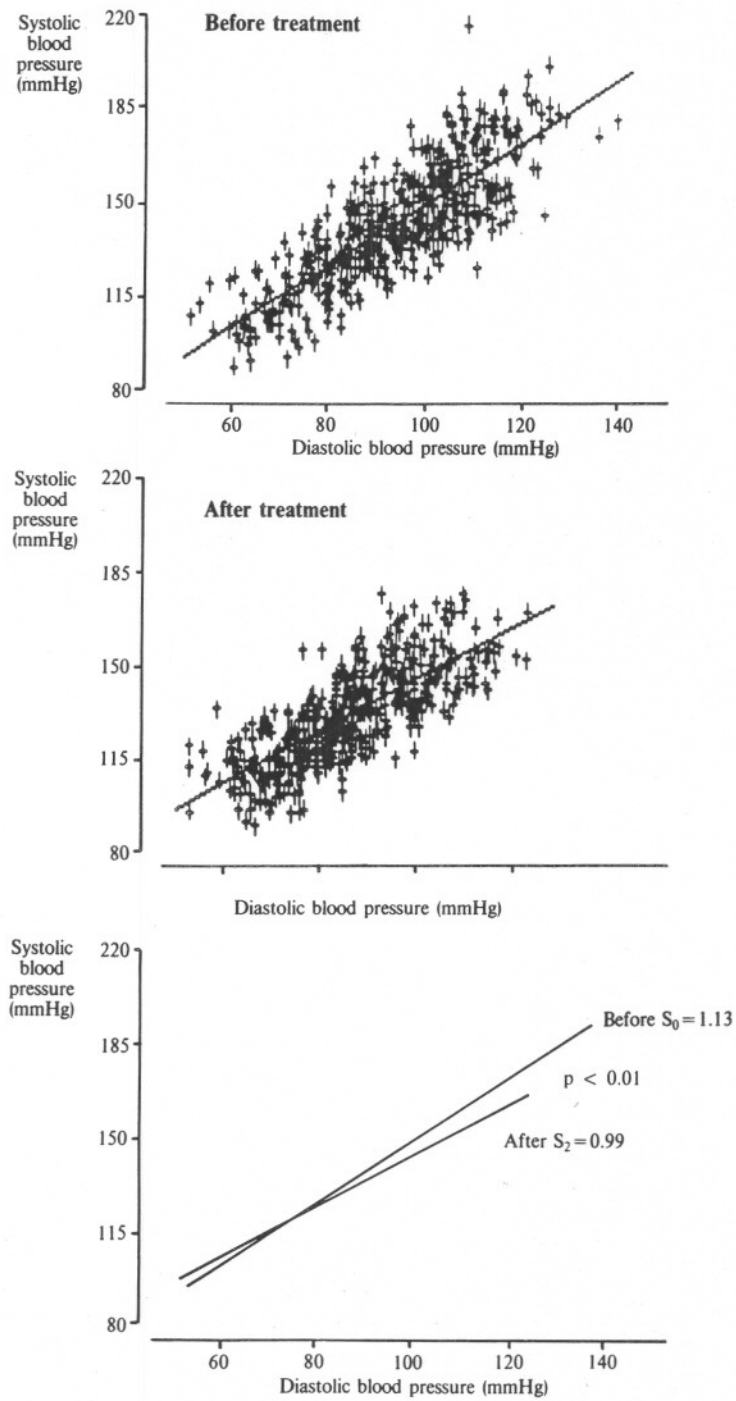 Systolic
blood
pressure
(mmHg)
Before treatment
220
185
150
115
80
60 80 100 120 140
Diastolic blood pressure (mmHg)
Systolic
blood
pressure
(mmHg)
After treatment
220
185
150
115
80
Diastolic blood pressure (mmHg)
Systolic
blood
pressure
(mmHg)
220
185
150
115
80
Before S₀=1.13
p < 0.01
After S₂=0.99
60 80 100 120 140
Diastolic blood pressure (mmHg)